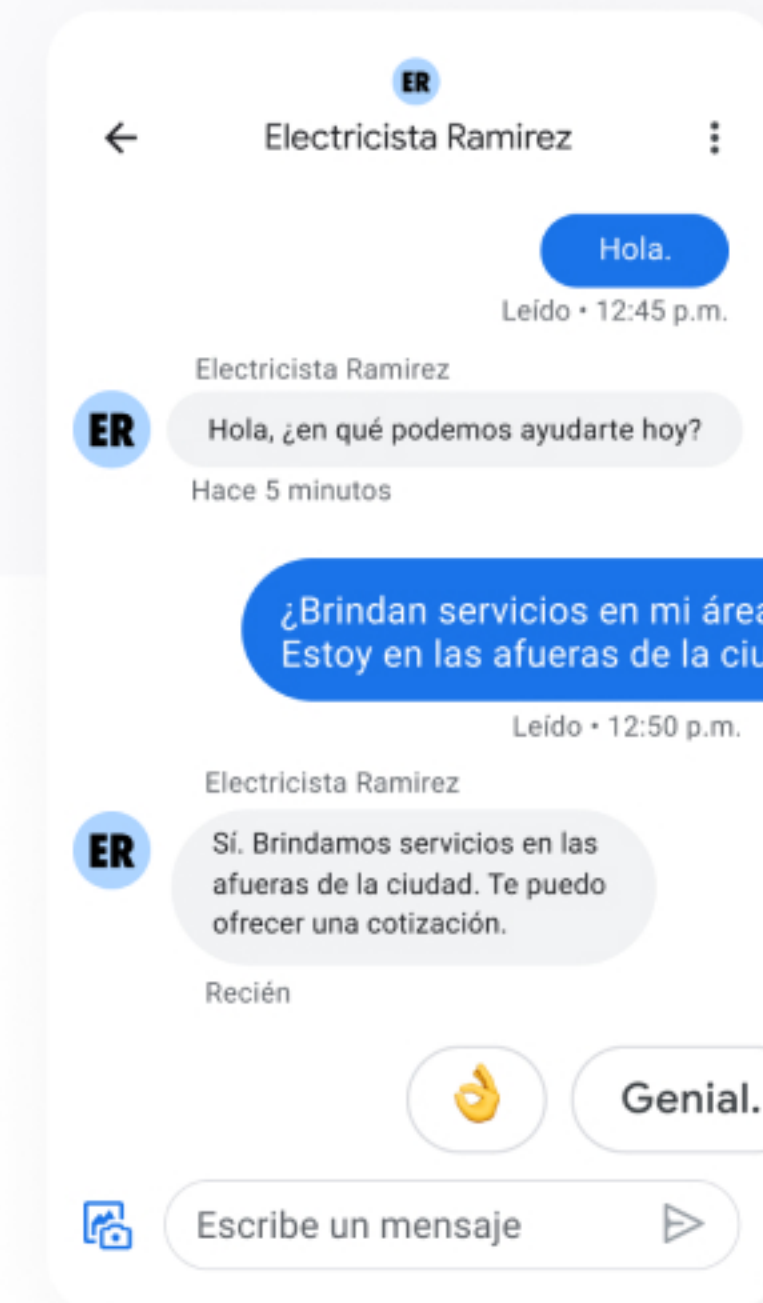 ER
Electricista Ramirez
Hola.
Leído • 12:45 p.m.
Electricista Ramirez
ER
Hola, ¿en qué podemos ayudarte hoy?
Hace 5 minutos
¿Brindan servicios en mi área
Estoy en las afueras de la
Leído • 12:50 p.m.
Electricista Ramirez
ER
Sí. Brindamos servicios en las
afueras de la ciudad. Te puedo
ofrecer una cotización.
Recién
Genial.
Escribe un mensaje